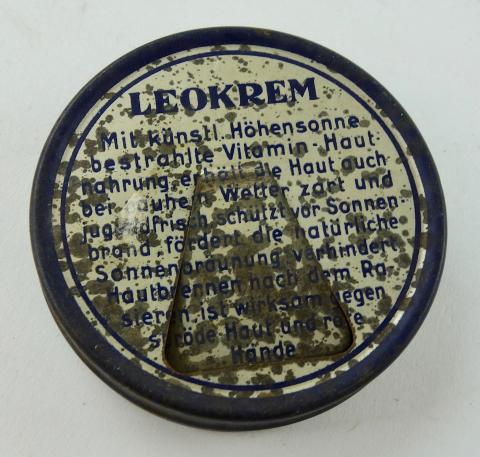 LEOKREM
Mit künstl. Höhensonne
bestrahlte Vitamin-Haut-
nahrung erhält die Haut auch
bei rauhem Wetter zart und
jugendfrisch, schützt vor Sonnen-
brand, fördert die natürliche
Sonnenbräunung, verhindert
Hautbrennen nach dem Ra-
sieren, ist wirksam gegen
spröde Haut und rote
Hände